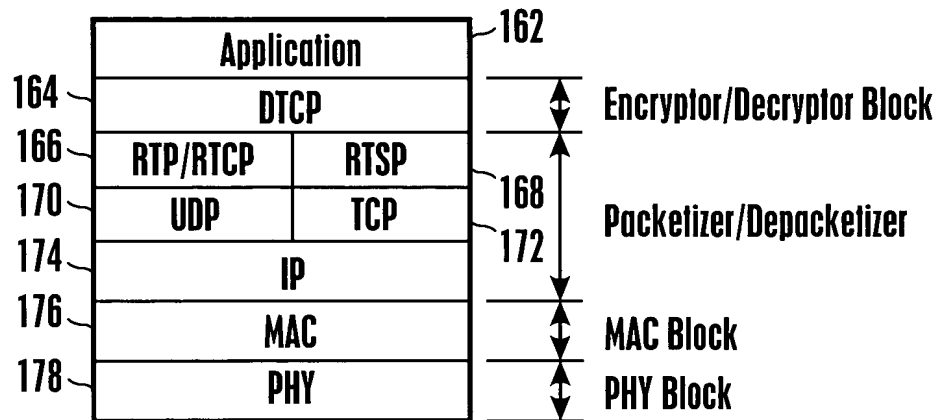 Application
162
164
DTCP
Encryptor/Decryptor Block
166
RTP/RTCP
RTSP
168
170
UDP
TCP
172
Packetizer/Depacketizer
174
IP
176
MAC
MAC Block
178
PHY
PHY Block